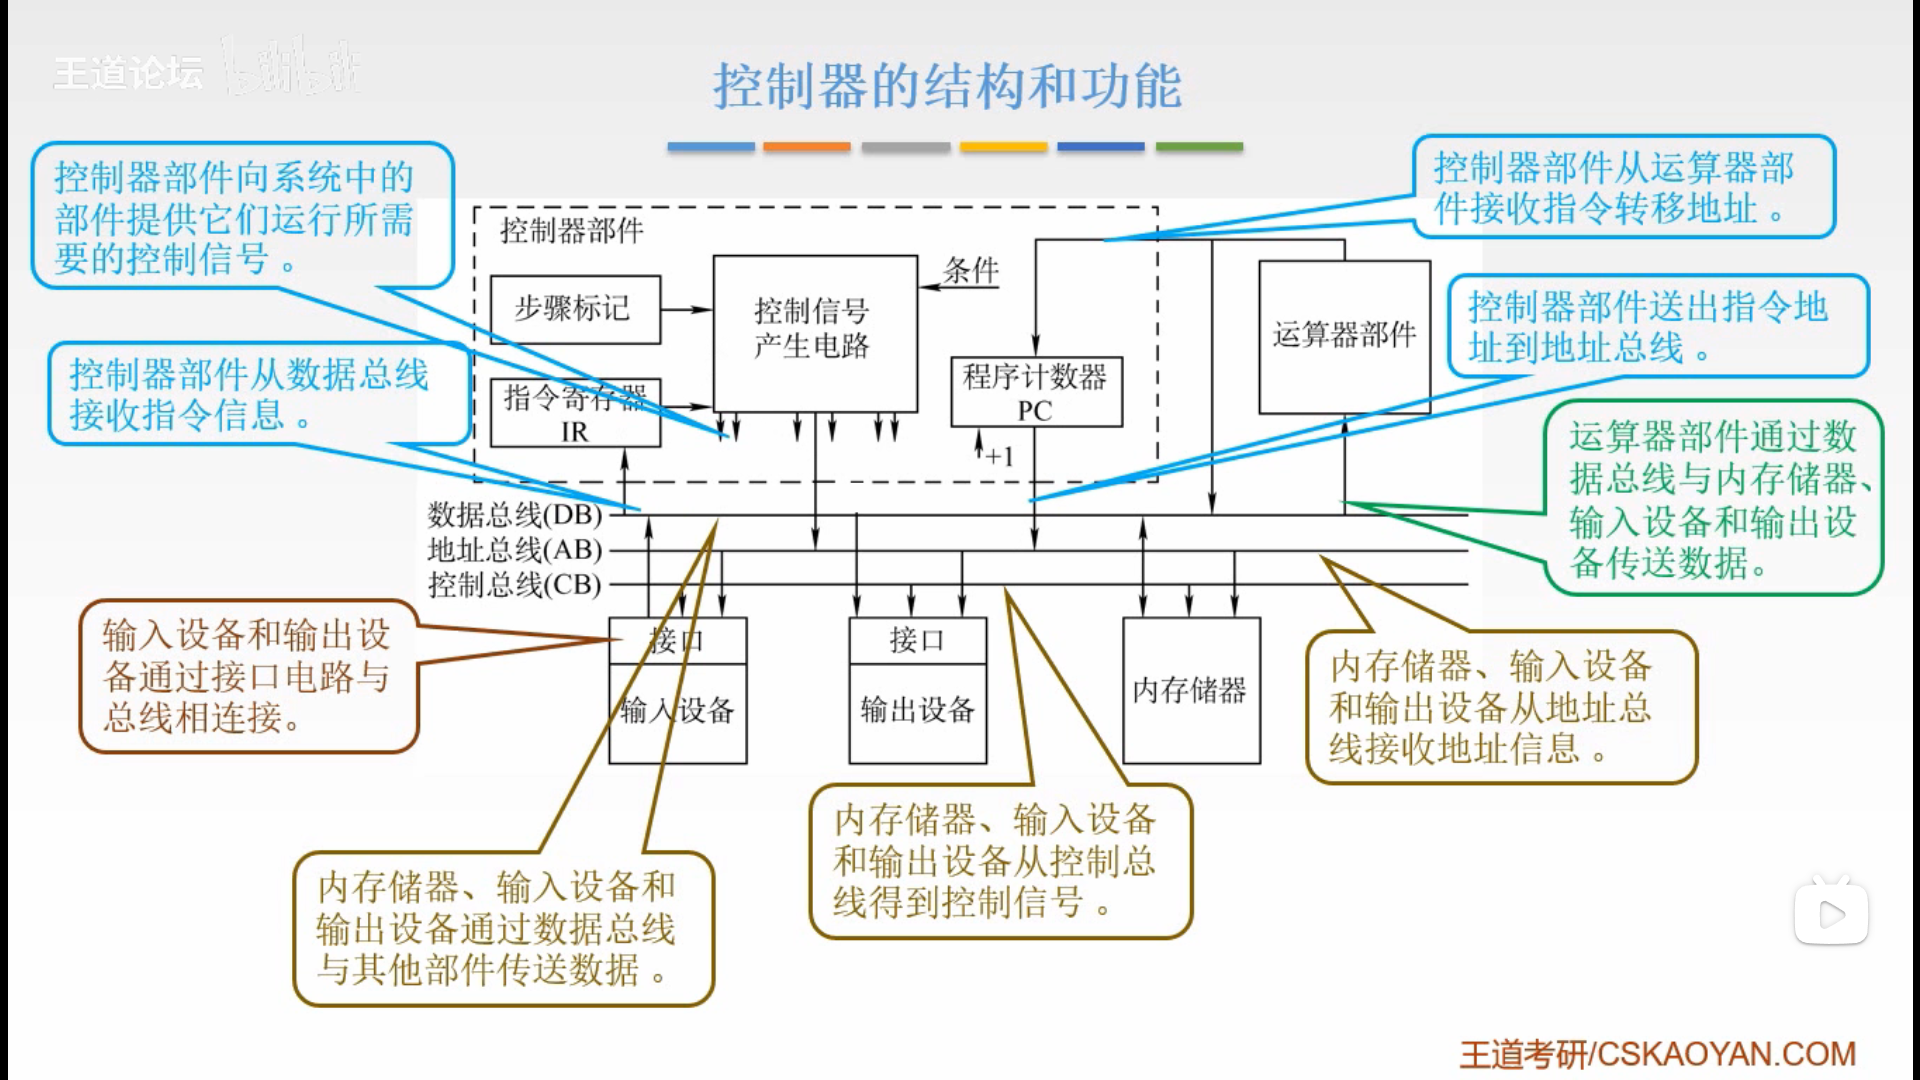 王道论坛 bilibili
控制器的结构和功能
控制器部件向系统中的
部件提供它们运行所需
要的控制信号 。
控制器部件从数据总线
接收指令信息 。
控制器部件从运算器部
件接收指令转移地址 。
控制器部件送出指令地
址到地址总线 。
运算器部件通过数
据总线与内存储器、
输入设备和输出设
备传送数据。
控制器部件
步骤标记
控制信号
产生电路
条件
指令寄存器
IR
程序计数器
PC
+1
运算器部件
数据总线(DB)
地址总线(AB)
控制总线(CB)
接口
输入设备
接口
输出设备
内存储器
输入设备和输出设
备通过接口电路与
总线相连接。
内存储器、输入设备
和输出设备从地址总
线接收地址信息 。
内存储器、输入设备和
输出设备通过数据总线
与其他部件传送数据 。
内存储器、输入设备
和输出设备从控制总
线得到控制信号 。
王道考研/CSKAOYAN.COM